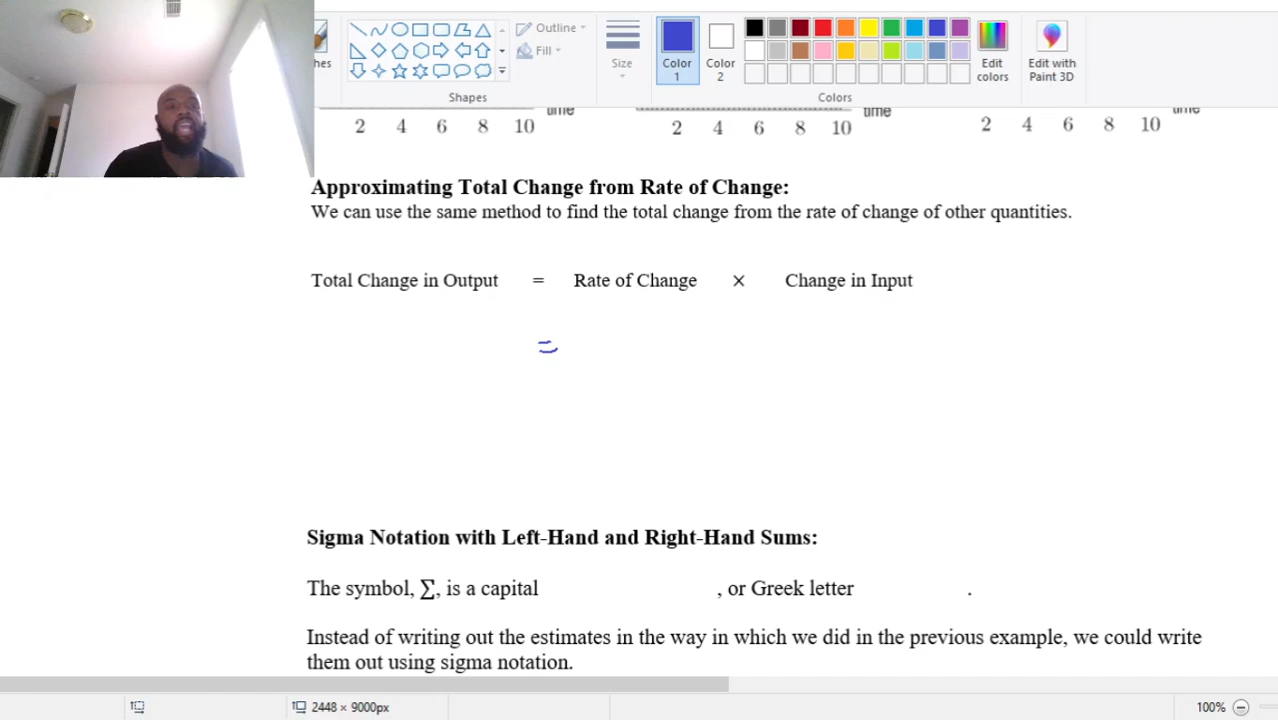 Outline
Fill
hes
Size
Color 1
Color 2
Edit colors
Edit with Paint 3D
Shapes
Colors
time
time
time
2 4 6 8 10
2 4 6 8 10
2 4 6 8 10
Approximating Total Change from Rate of Change:
We can use the same method to find the total change from the rate of change of other quantities.
Total Change in Output = Rate of Change × Change in Input
=
Sigma Notation with Left-Hand and Right-Hand Sums:
The symbol, ∑, is a capital , or Greek letter .
Instead of writing out the estimates in the way in which we did in the previous example, we could write
them out using sigma notation.
2448 × 9000px
100%